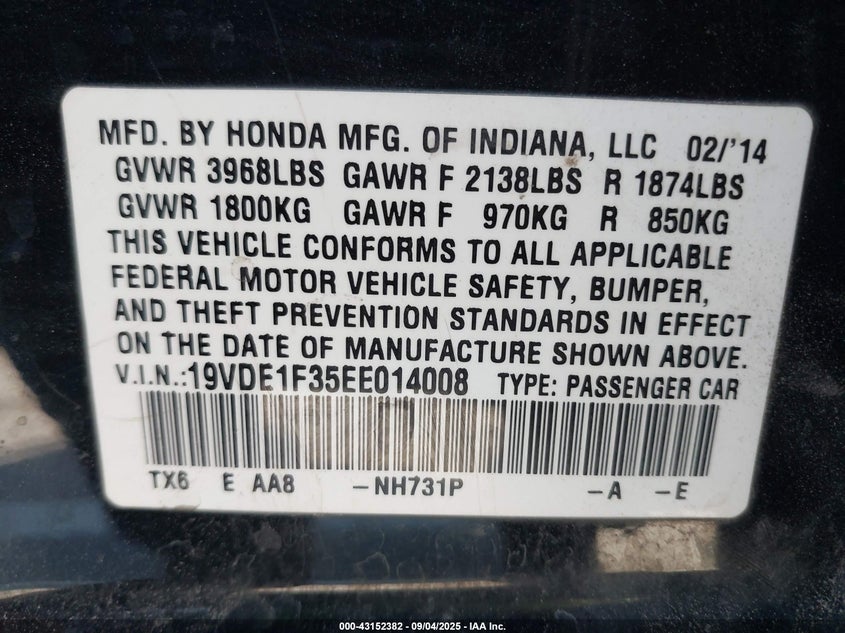 MFD. BY HONDA MFG. OF INDIANA, LLC 02/'14
GVWR 3968LBS GAWR F 2138LBS R 1874LBS
GVWR 1800KG GAWR F 970KG R 850KG
THIS VEHICLE CONFORMS TO ALL APPLICABLE
FEDERAL MOTOR VEHICLE SAFETY, BUMPER,
AND THEFT PREVENTION STANDARDS IN EFFECT
ON THE DATE OF MANUFACTURE SHOWN ABOVE.
V.I.N.:19VDE1F35EE014008 TYPE: PASSENGER CAR
TX6 E AA8 -NH731P -A -E
000-43152382 - 09/04/2025 - IAA Inc.